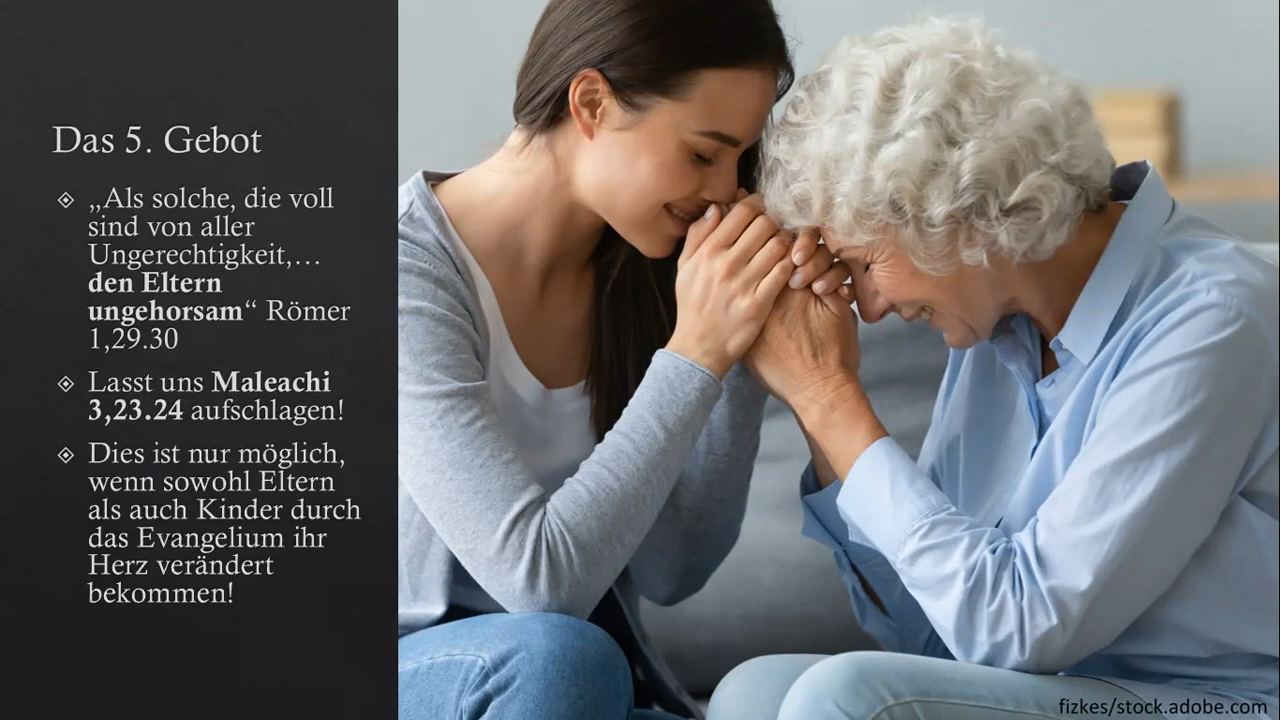 Das 5. Gebot
„Als solche, die voll
sind von aller
Ungerechtigkeit,…
den Eltern
ungehorsam“ Römer
1,29.30
Lasst uns Maleachi
3,23.24 aufschlagen!
Dies ist nur möglich,
wenn sowohl Eltern
als auch Kinder durch
das Evangelium ihr
Herz verändert
bekommen!
fizkes/stock.adobe.com